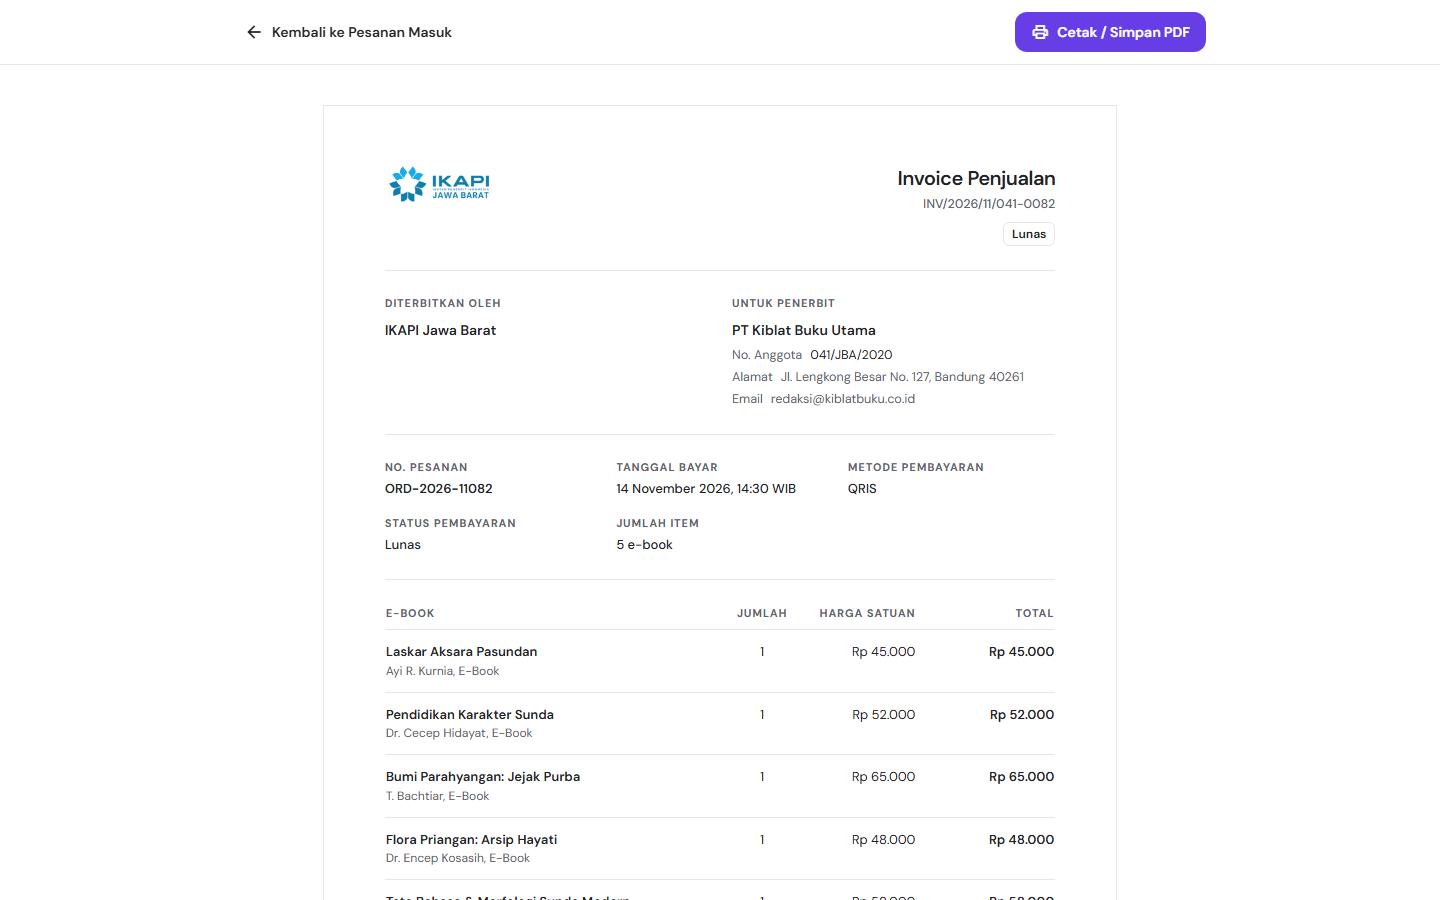 Kembali ke Pesanan Masuk
Cetak / Simpan PDF
IKAPI
JAWA BARAT
Invoice Penjualan
INV/2026/11/041-0082
Lunas
DITERBITKAN OLEH
IKAPI Jawa Barat
UNTUK PENERBIT
PT Kiblat Buku Utama
No. Anggota 041/JBA/2020
Alamat Jl. Lengkong Besar No. 127, Bandung 40261
Email redaksi@kiblatbuku.co.id
NO. PESANAN
ORD-2026-11082
TANGGAL BAYAR
14 November 2026, 14:30 WIB
METODE PEMBAYARAN
QRIS
STATUS PEMBAYARAN
Lunas
JUMLAH ITEM
5 e-book
E-BOOK JUMLAH HARGA SATUAN TOTAL
Laskar Aksara Pasundan 1 Rp 45.000 Rp 45.000
Ayi R. Kurnia, E-Book
Pendidikan Karakter Sunda 1 Rp 52.000 Rp 52.000
Dr. Cecep Hidayat, E-Book
Bumi Parahyangan: Jejak Purba 1 Rp 65.000 Rp 65.000
T. Bachtiar, E-Book
Flora Priangan: Arsip Hayati 1 Rp 48.000 Rp 48.000
Dr. Encep Kosasih, E-Book